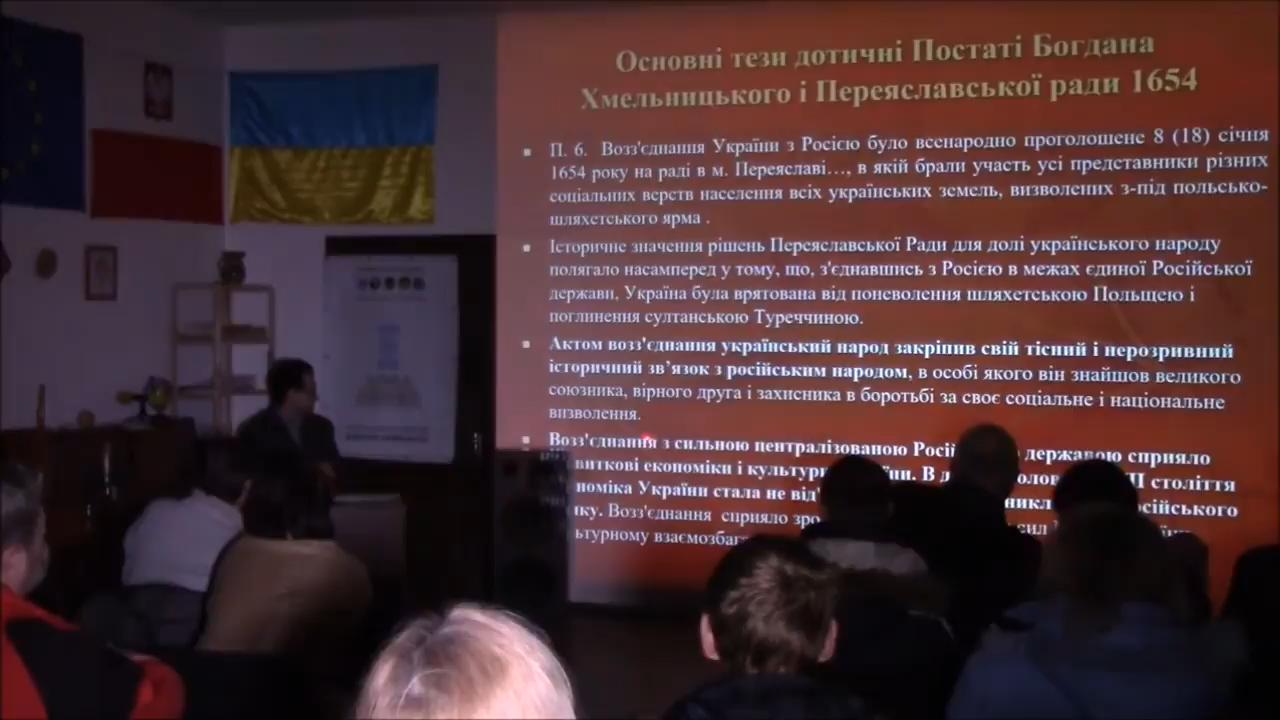 Основні тези дотичні Постаті Богдана
Хмельницького і Переяславської ради 1654
П. 6. Возз'єднання України з Росією було всенародно проголошене 8 (18) січня
1654 року на раді в м. Переяславі…, в якій брали участь усі представники різних
соціальних верств населення всіх українських земель, визволених з-під польсько-
шляхетського ярма .
Історичне значення рішень Переяславської Ради для долі українського народу
полягало насамперед у тому, що, з'єднавшись з Росією в межах єдиної Російської
держави, Україна була врятована від поневолення шляхетською Польщею і
поглинення султанською Туреччиною.
Актом возз'єднання український народ закріпив свій тісний і нерозривний
історичний зв'язок з російським народом, в особі якого він знайшов великого
союзника, вірного друга і захисника в боротьбі за своє соціальне і національне
визволення.
Возз'єднання з сильною централізованою державою сприяло
економіки і культури В століття
України стала не
Возз'єднання сприяло